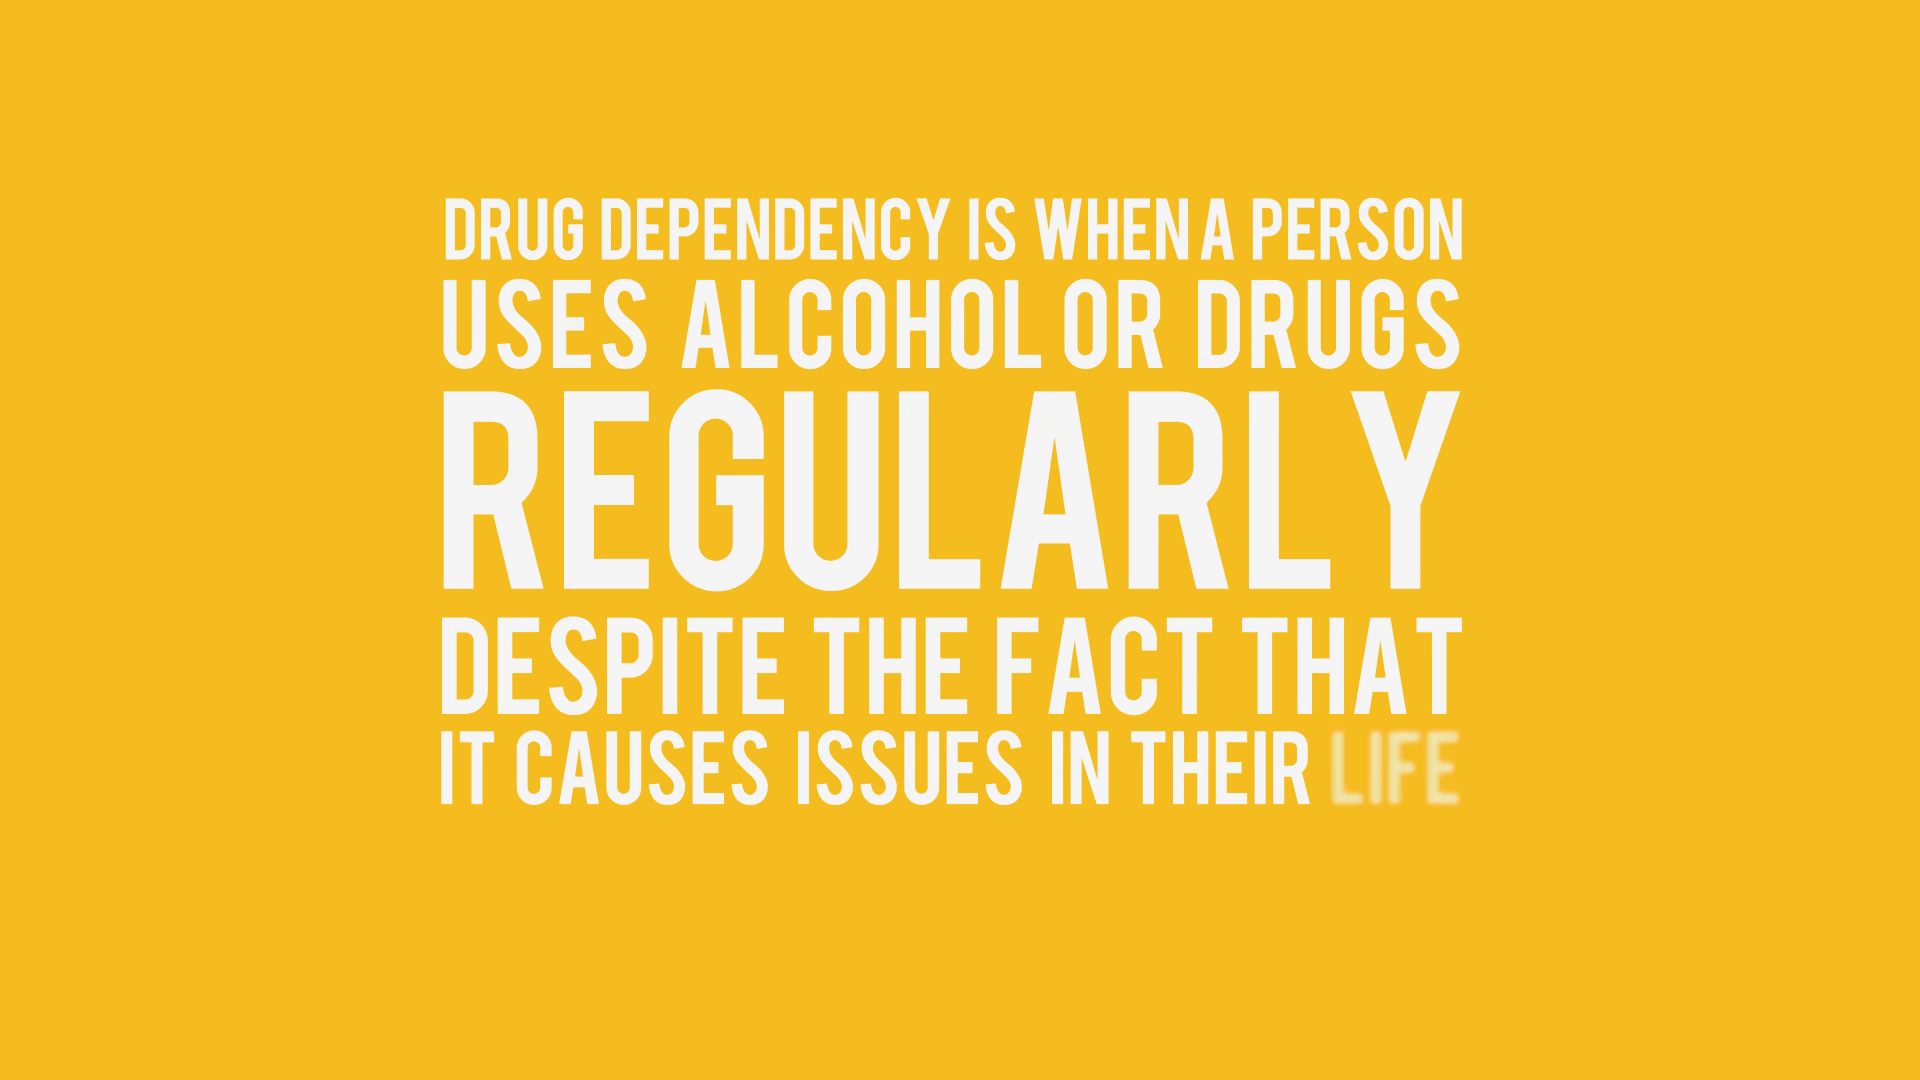 DRUG DEPENDENCY IS WHEN A PERSON
USES ALCOHOL OR DRUGS
REGULARLY
DESPITE THE FACT THAT
IT CAUSES ISSUES IN THEIR LIFE